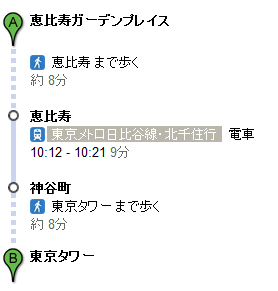 A 恵比寿ガーデンプレイス
恵比寿 まで歩く
約 8分
恵比寿
東京メトロ日比谷線・北千住行 電車
10:12 - 10:21 9分
神谷町
東京タワー まで歩く
約 8分
B 東京タワー